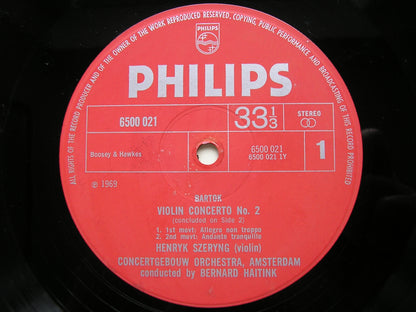 ALL RIGHTS OF THE RECORD PRODUCER AND OF THE OWNER OF THE WORK REPRODUCED RESERVED. COPYING, PUBLIC PERFORMANCE AND BROADCASTING OF THIS RECORD PROHIBITED
PHILIPS
PHILIPS
6500 021
33 1/3
STEREO
Boosey & Hawkes
6500 021
6500 021 1Y
1
℗ 1969
BARTOK
VIOLIN CONCERTO No. 2
(concluded on Side 2)
1. 1st movt: Allegro non troppo
2. 2nd movt: Andante tranquillo
HENRYK SZERYNG (violin)
CONCERTGEBOUW ORCHESTRA, AMSTERDAM
conducted by BERNARD HAITINK